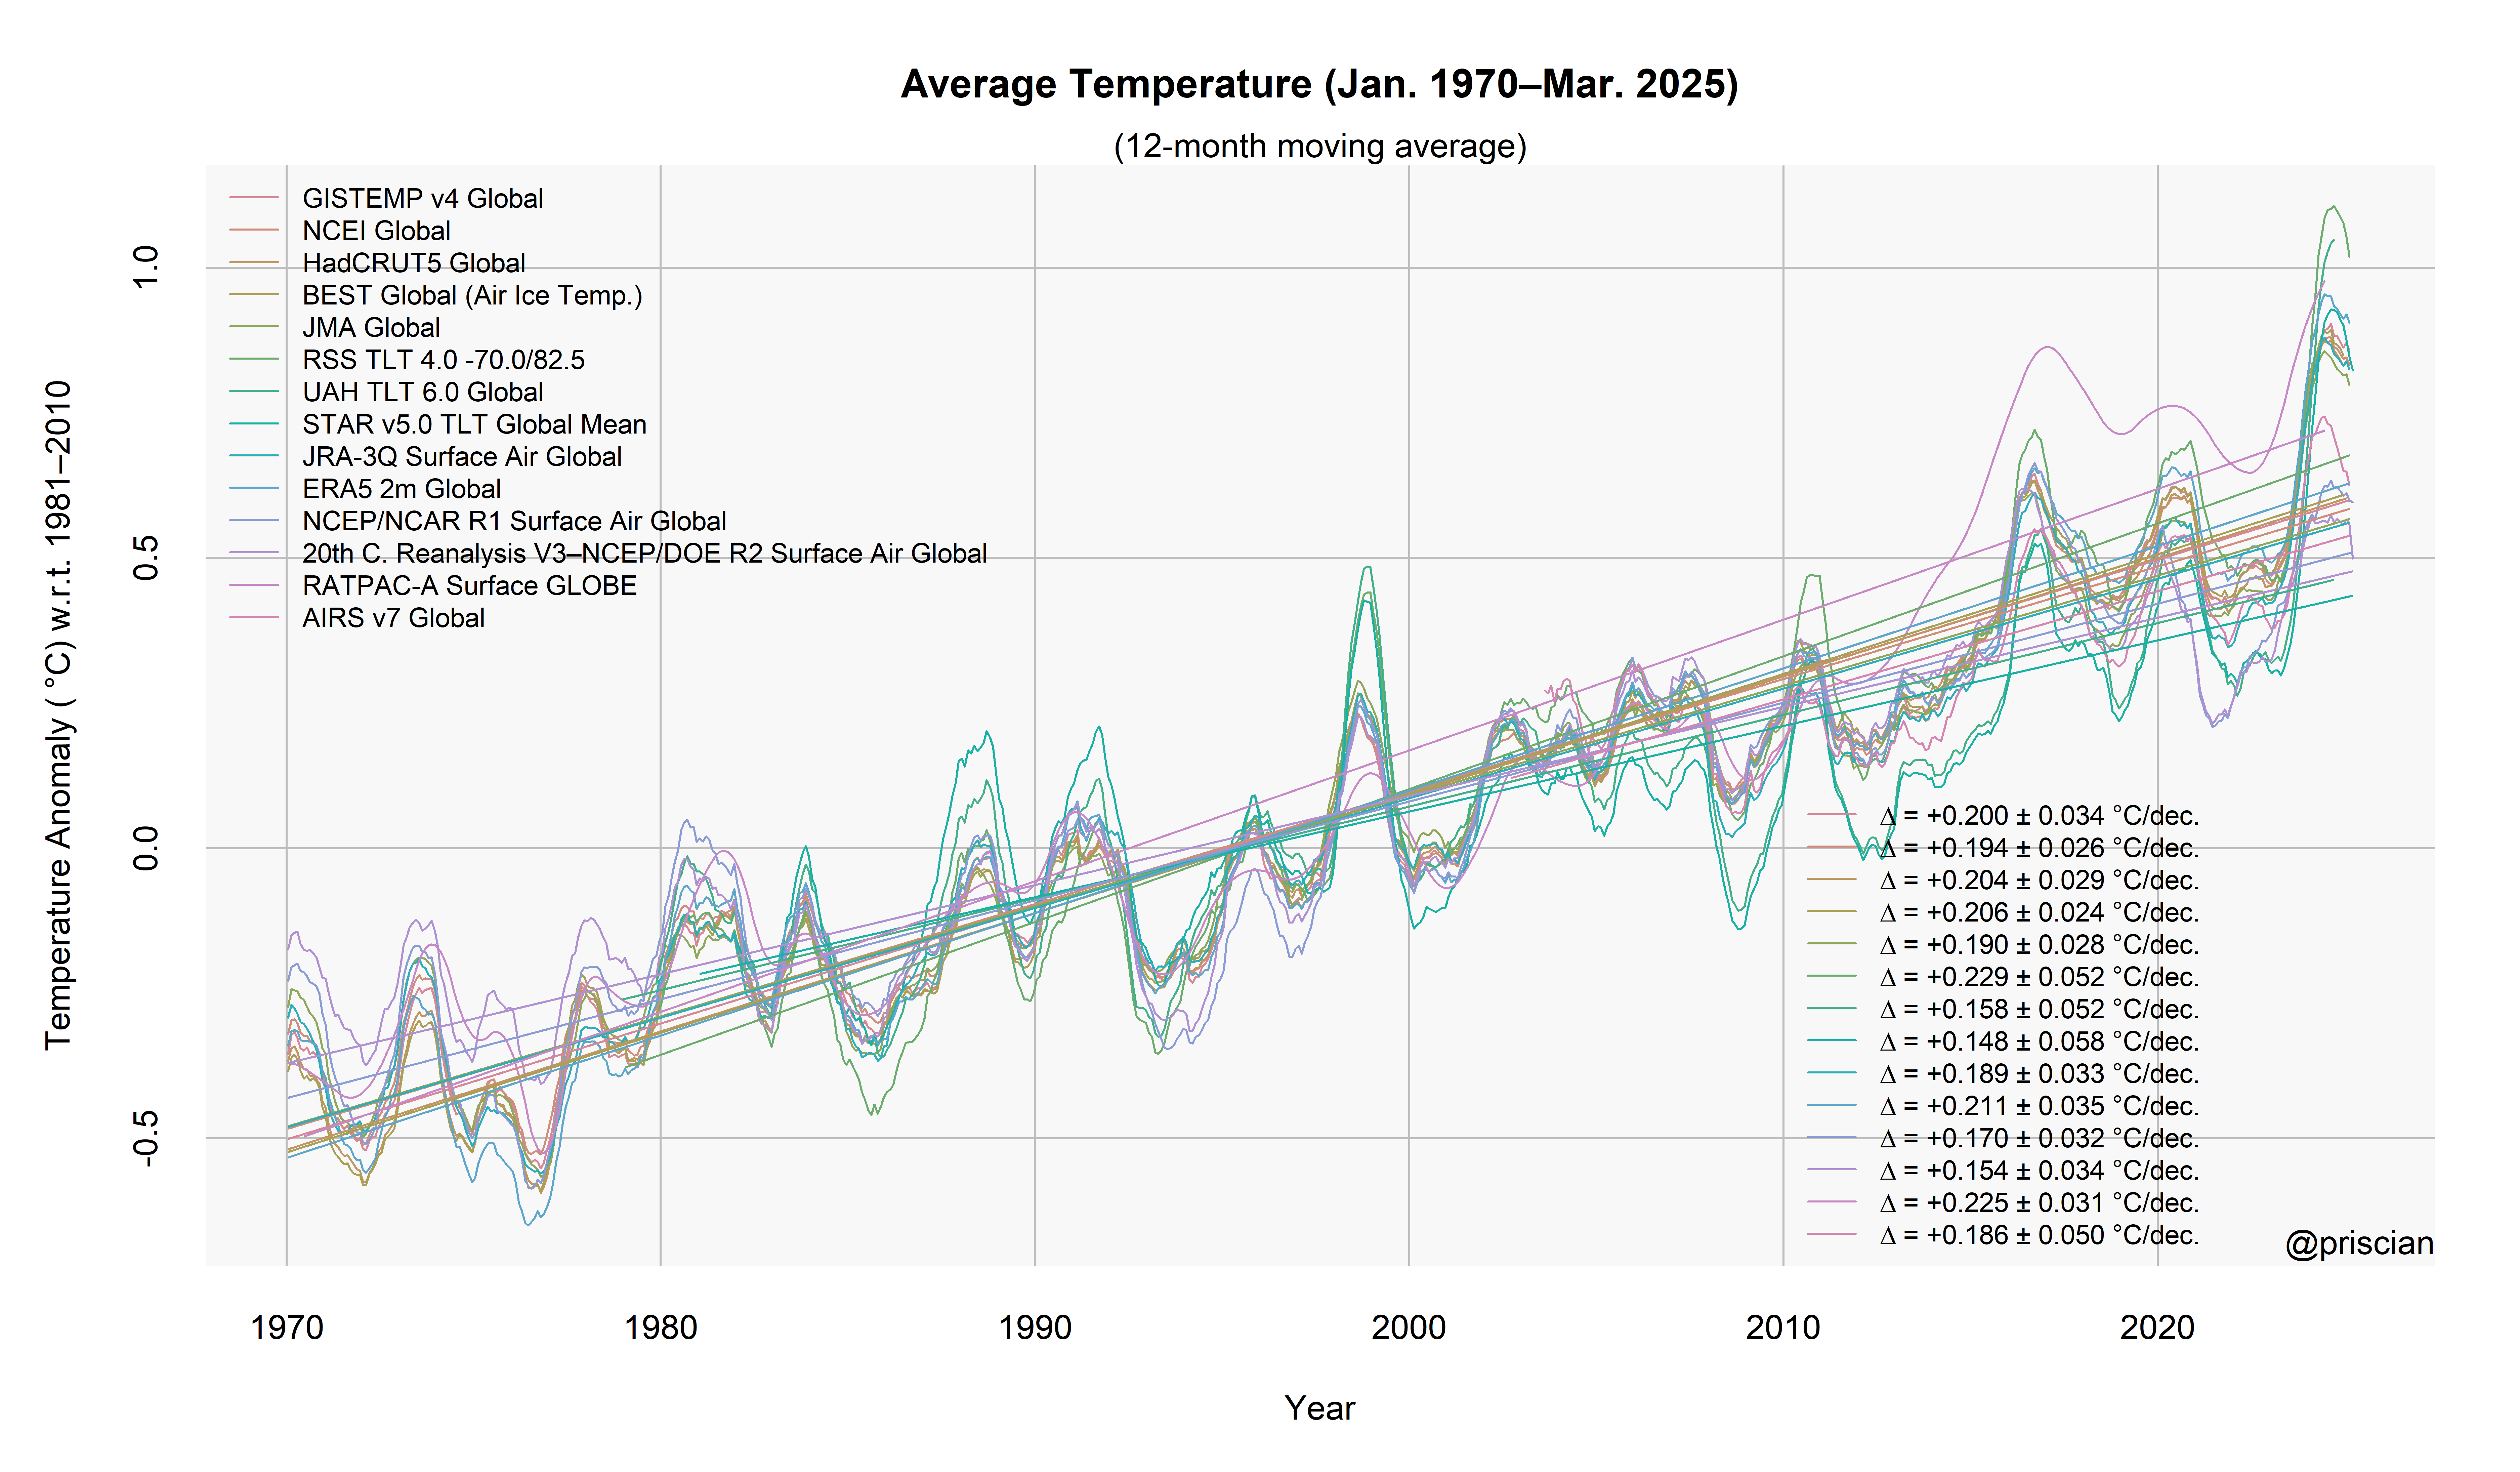 Average Temperature (Jan. 1970–Mar. 2025)
(12-month moving average)
Temperature Anomaly ( °C) w.r.t. 1981–2010
1.0
0.5
0.0
-0.5
GISTEMP v4 Global
NCEI Global
HadCRUT5 Global
BEST Global (Air Ice Temp.)
JMA Global
RSS TLT 4.0 -70.0/82.5
UAH TLT 6.0 Global
STAR v5.0 TLT Global Mean
JRA-3Q Surface Air Global
ERA5 2m Global
NCEP/NCAR R1 Surface Air Global
20th C. Reanalysis V3–NCEP/DOE R2 Surface Air Global
RATPAC-A Surface GLOBE
AIRS v7 Global
Δ = +0.200 ± 0.034 °C/dec.
Δ = +0.194 ± 0.026 °C/dec.
Δ = +0.204 ± 0.029 °C/dec.
Δ = +0.206 ± 0.024 °C/dec.
Δ = +0.190 ± 0.028 °C/dec.
Δ = +0.229 ± 0.052 °C/dec.
Δ = +0.158 ± 0.052 °C/dec.
Δ = +0.148 ± 0.058 °C/dec.
Δ = +0.189 ± 0.033 °C/dec.
Δ = +0.211 ± 0.035 °C/dec.
Δ = +0.170 ± 0.032 °C/dec.
Δ = +0.154 ± 0.034 °C/dec.
Δ = +0.225 ± 0.031 °C/dec.
Δ = +0.186 ± 0.050 °C/dec.
@priscian
1970 1980 1990 2000 2010 2020
Year